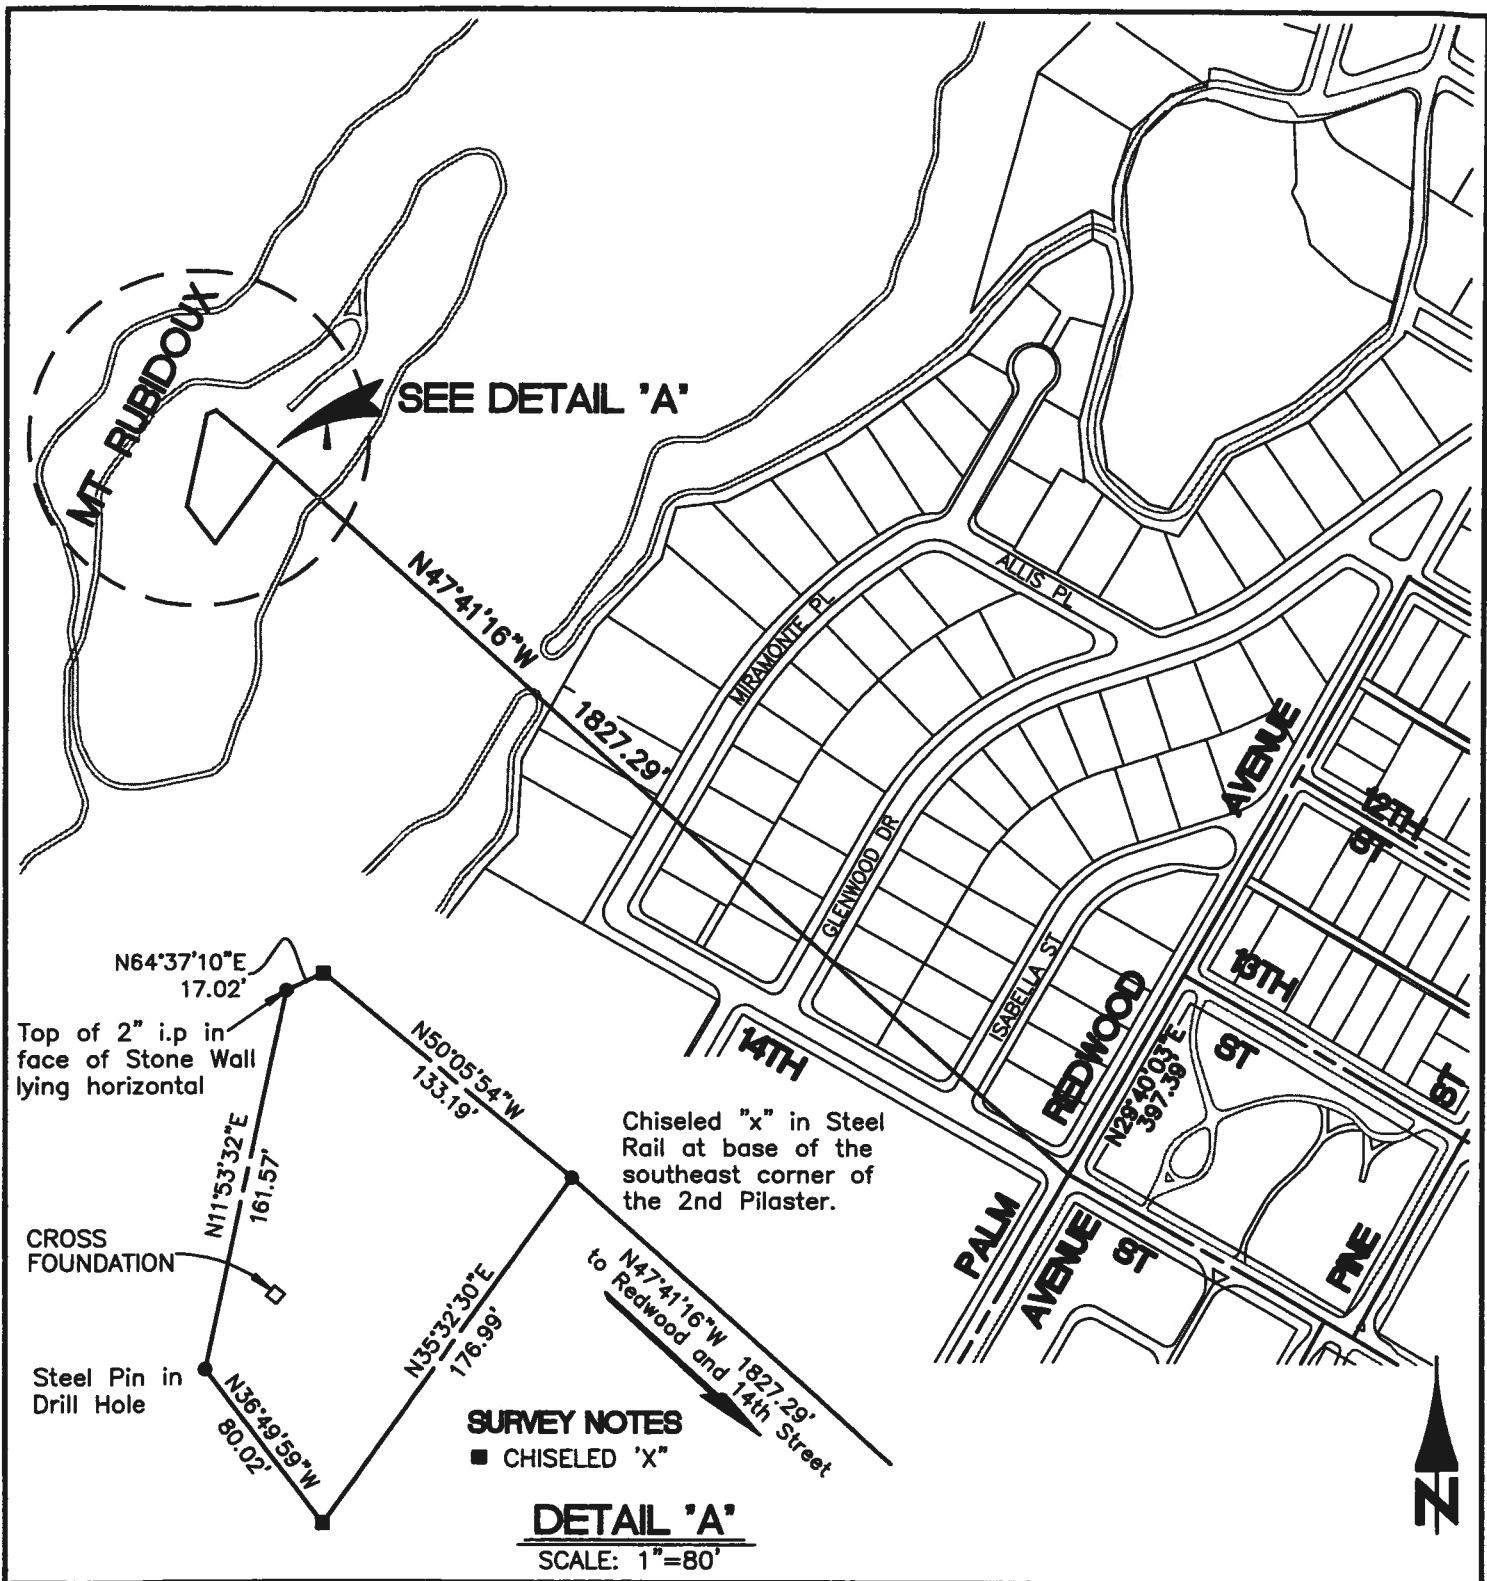 MT RUBIDOUX
SEE DETAIL "A"
N47°41'16"W
1827.29'
MIRAMONTE PL
ALLIS PL
GLENWOOD DR
ISABELLA ST
REDWOOD
AVENUE
12TH
ST
13TH
ST
14TH
ST
N29°40'03"E
397.39'
PALM
AVENUE
PINE
ST
N64°37'10"E
17.02'
Top of 2" i.p in
face of Stone Wall
lying horizontal
N50°05'54"W
133.19'
Chiseled "x" in Steel
Rail at base of the
southeast corner of
the 2nd Pilaster.
N11°53'32"E
161.57'
CROSS
FOUNDATION
Steel Pin in
Drill Hole
N36°49'59"W
80.02'
N35°32'30"E
176.99'
N47°41'16"W 1827.29'
to Redwood and 14th Street
SURVEY NOTES
CHISELED 'X"
DETAIL "A"
SCALE: 1"=80'
N